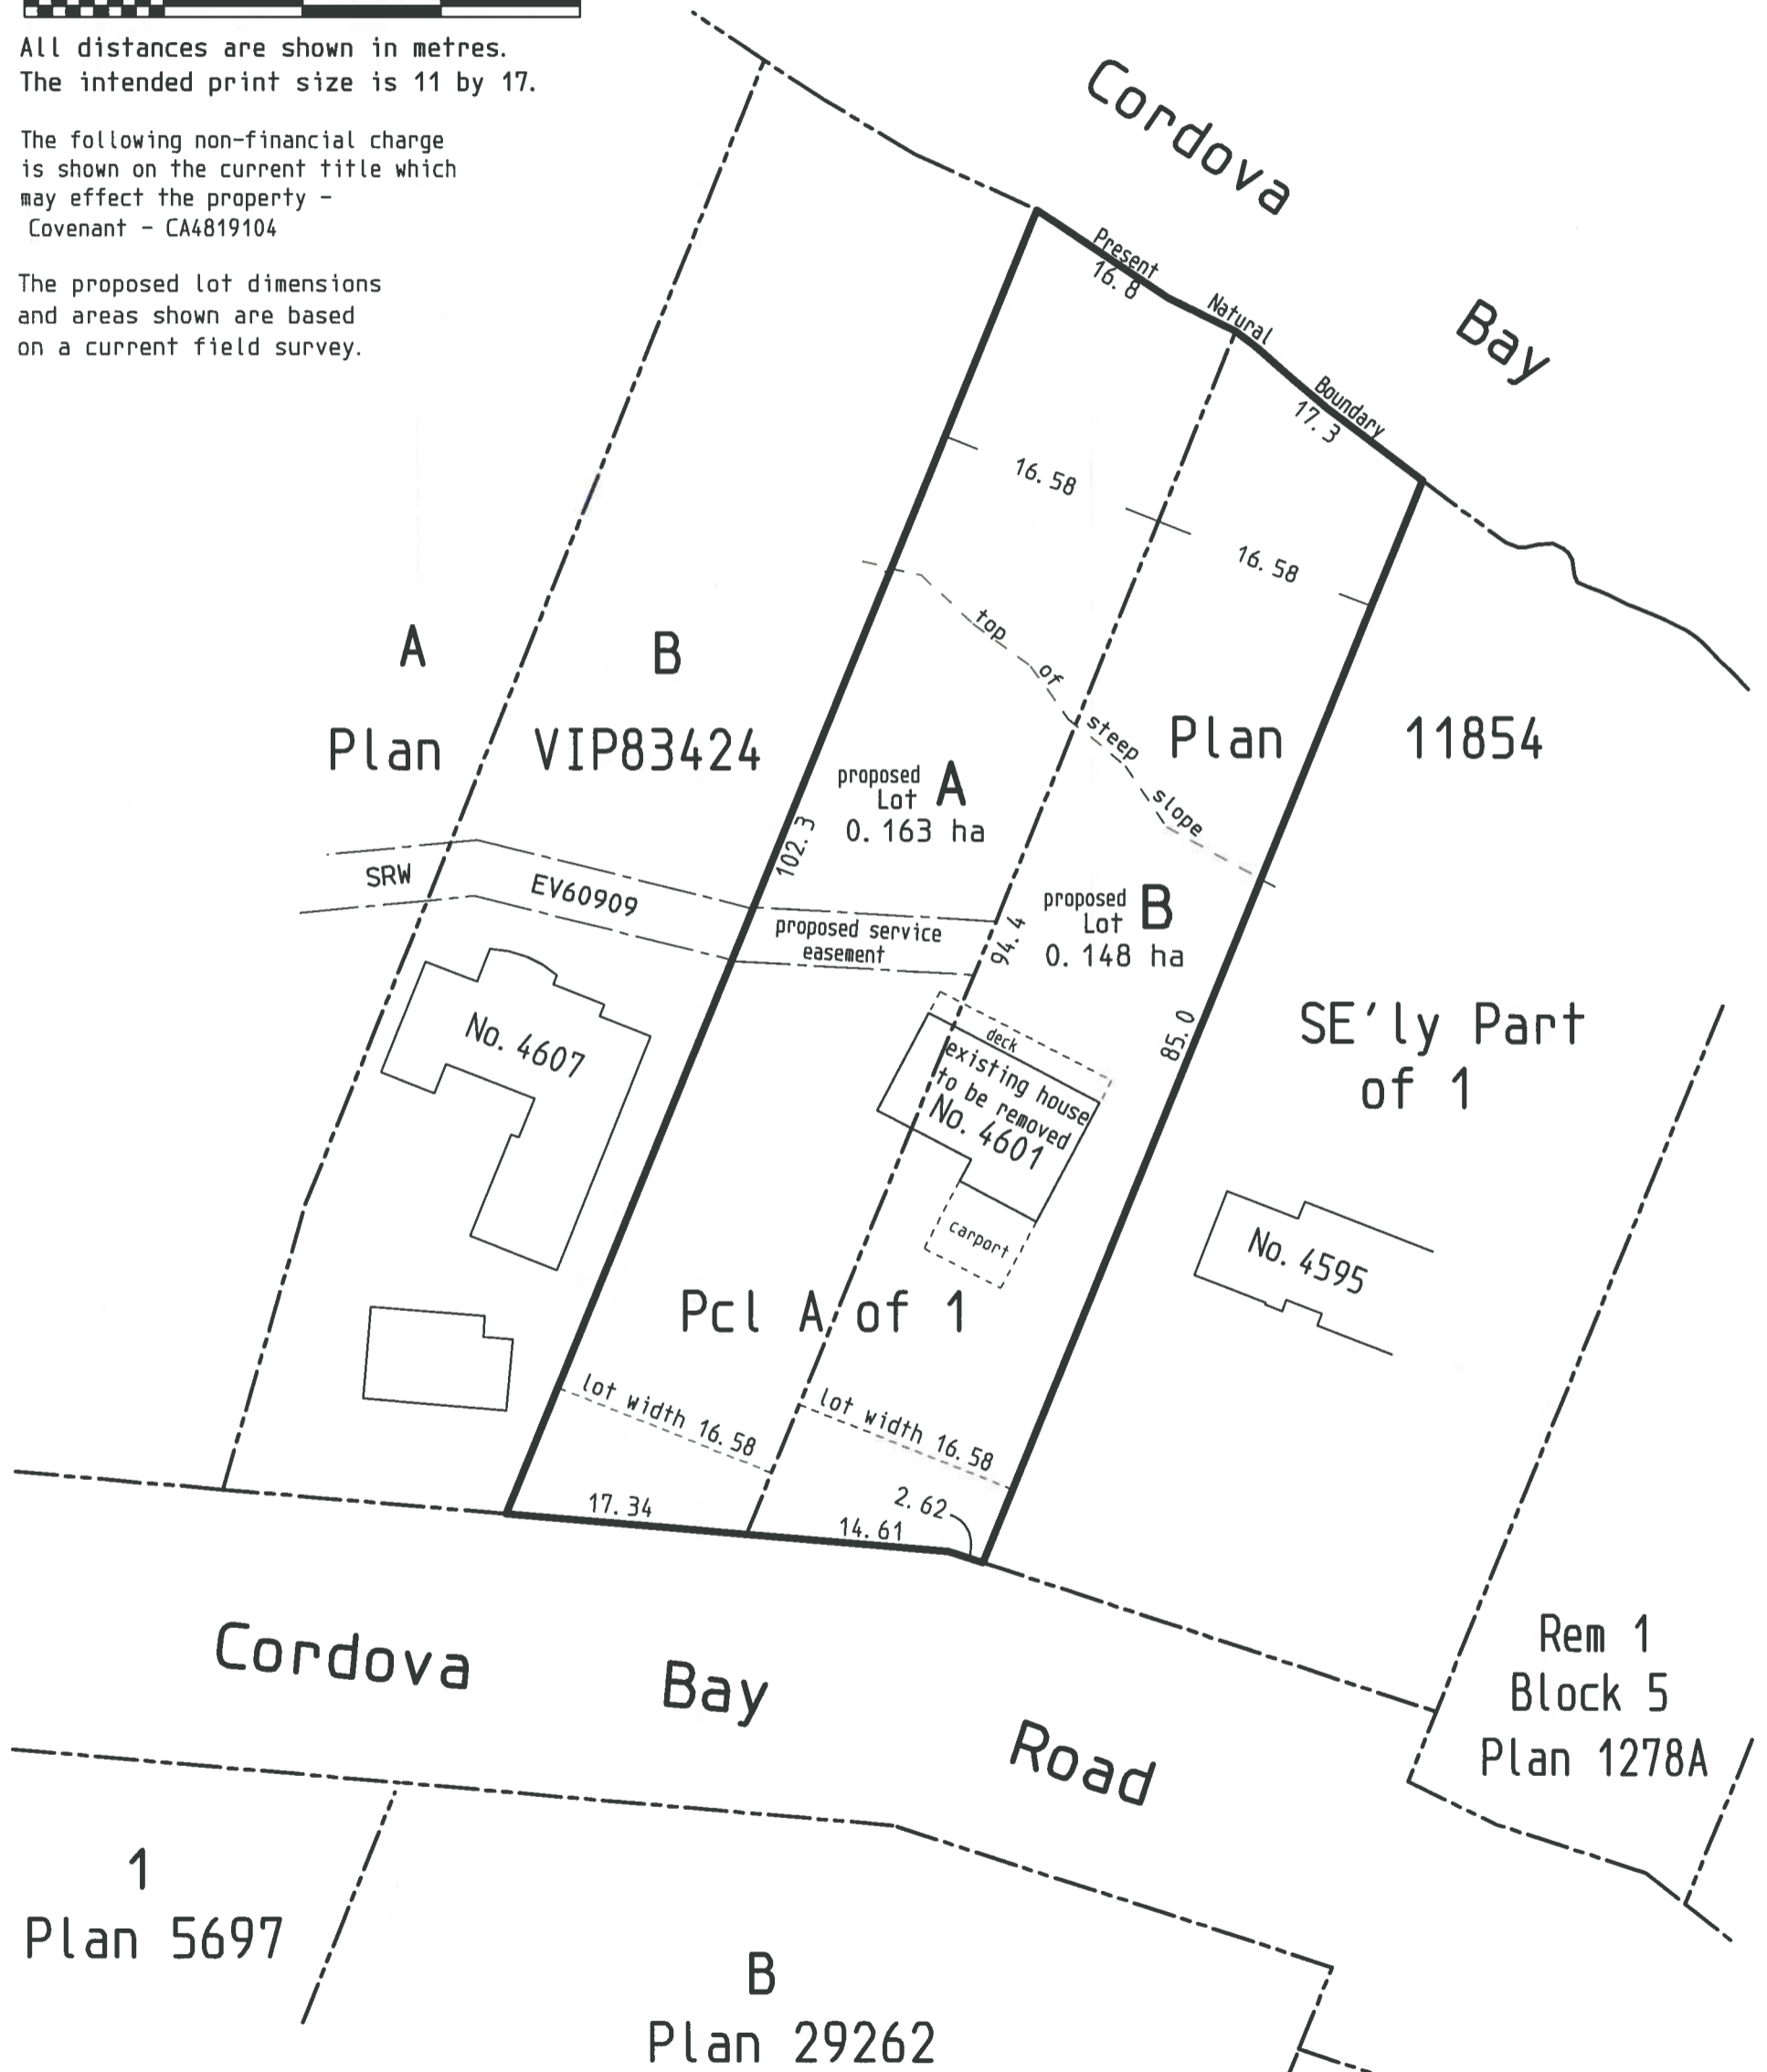 All distances are shown in metres.
The intended print size is 11 by 17.
The following non-financial charge
is shown on the current title which
may effect the property -
Covenant - CA4819104
The proposed lot dimensions
and areas shown are based
on a current field survey.
Cordova
Bay
Present
16.8
Natural
Boundary
17.3
16.58
16.58
top of steep slope
A
B
Plan VIP83424
Plan 11854
proposed
Lot A
0.163 ha
102.3
SRW
EV60909
proposed service
easement
proposed
Lot B
0.148 ha
94.4
85.0
No. 4607
deck
existing house
to be removed
No. 4601
carport
SE'ly Part
of 1
No. 4595
Pcl A of 1
lot width 16.58
lot width 16.58
17.34
14.61
2.62
Cordova Bay Road
Rem 1
Block 5
Plan 1278A
1
Plan 5697
B
Plan 29262